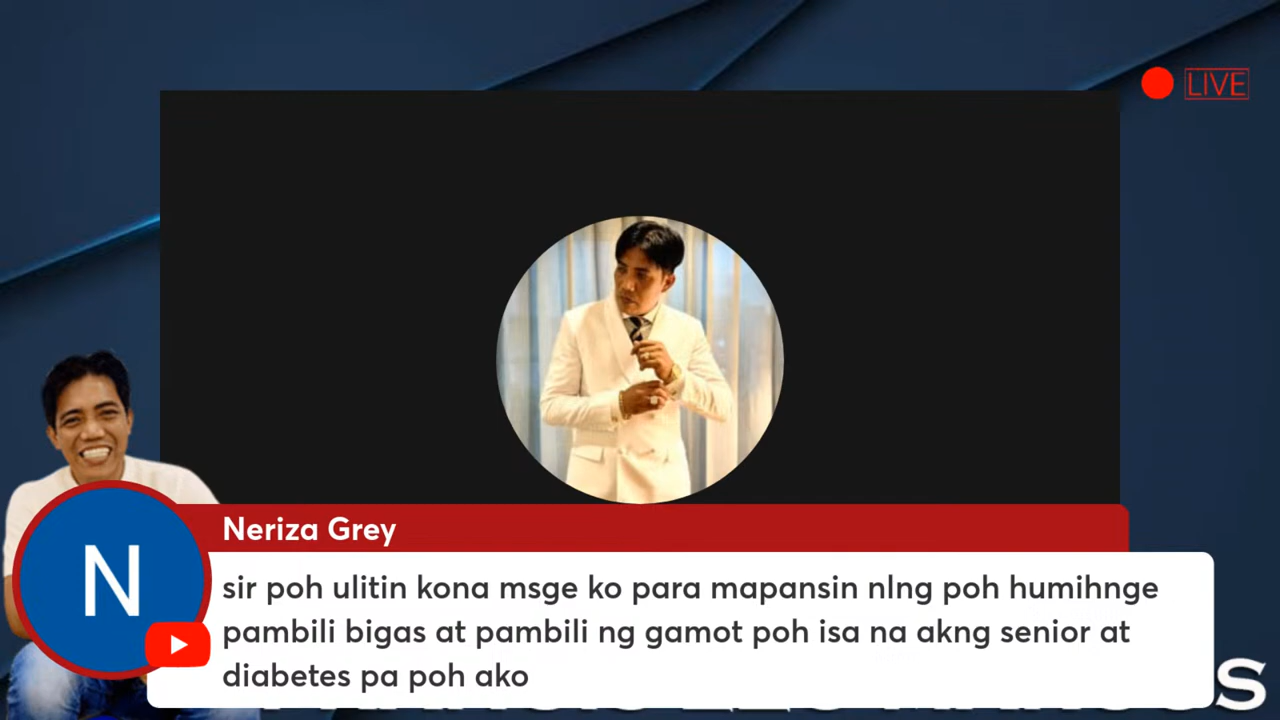 LIVE
Neriza Grey
N
sir poh ulitin kona msge ko para mapansin nlng poh humihnge
pambili bigas at pambili ng gamot poh isa na akng senior at
diabetes pa poh ako